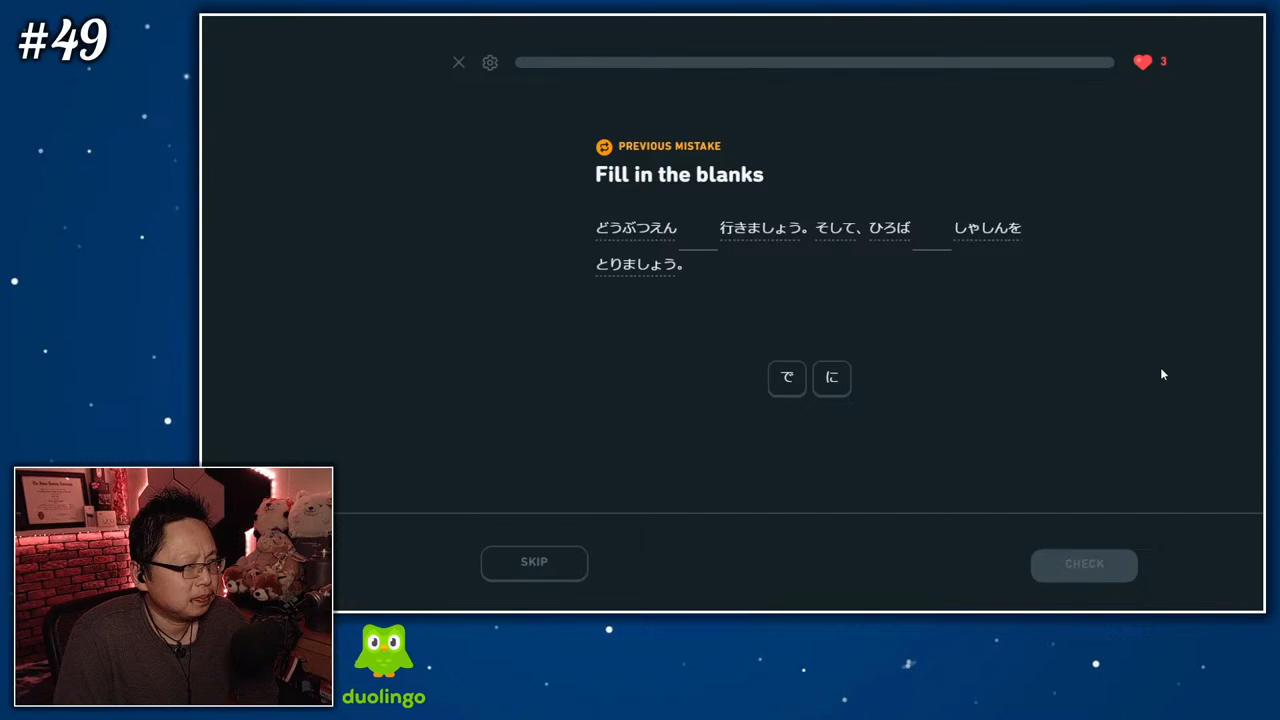 #49
3
PREVIOUS MISTAKE
Fill in the blanks
どうぶつえん ____ 行きましょう。そして、ひろば ____ しゃしんを
とりましょう。
で に
SKIP
CHECK
duolingo